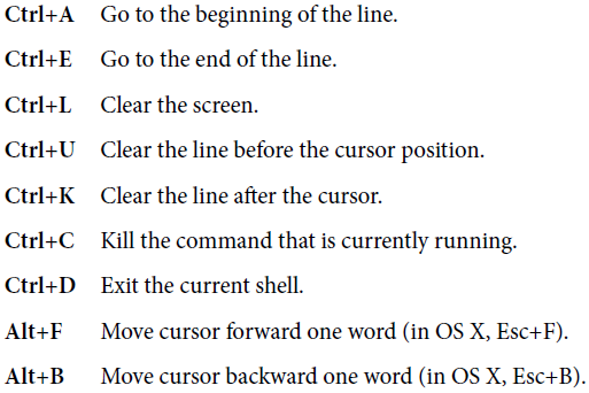 Ctrl+A Go to the beginning of the line.
Ctrl+E Go to the end of the line.
Ctrl+L Clear the screen.
Ctrl+U Clear the line before the cursor position.
Ctrl+K Clear the line after the cursor.
Ctrl+C Kill the command that is currently running.
Ctrl+D Exit the current shell.
Alt+F Move cursor forward one word (in OS X, Esc+F).
Alt+B Move cursor backward one word (in OS X, Esc+B).